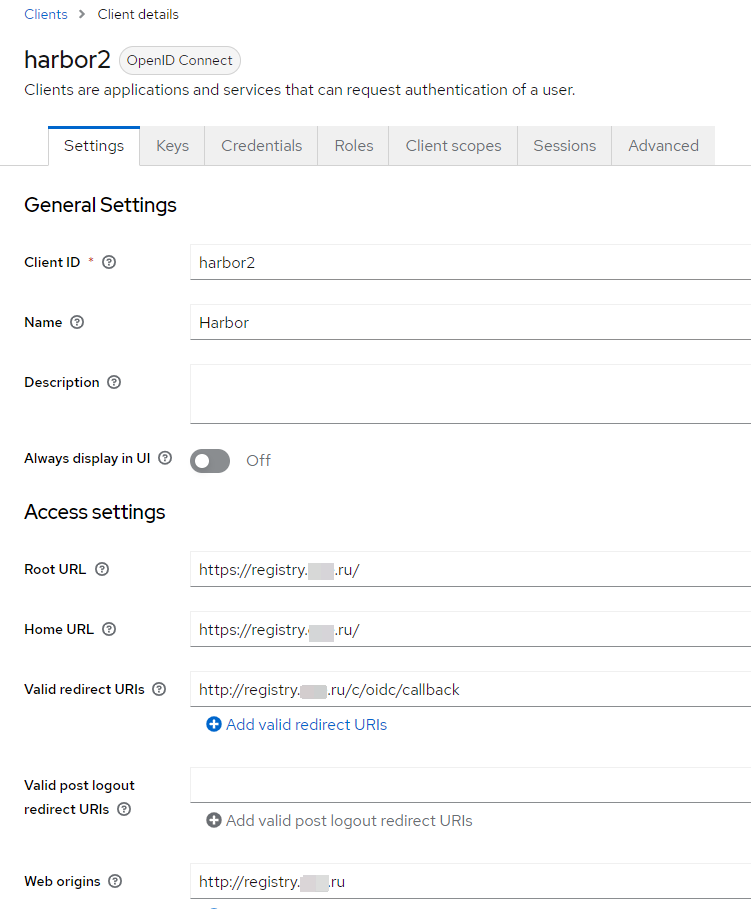 Clients > Client details
harbor2 OpenID Connect
Clients are applications and services that can request authentication of a user.
Settings Keys Credentials Roles Client scopes Sessions Advanced
General Settings
Client ID * harbor2
Name Harbor
Description
Always display in UI Off
Access settings
Root URL https://registry. .ru/
Home URL https://registry. .ru/
Valid redirect URIs http://registry. .ru/c/oidc/callback
Add valid redirect URIs
Valid post logout
redirect URIs
Add valid post logout redirect URIs
Web origins http://registry. .ru